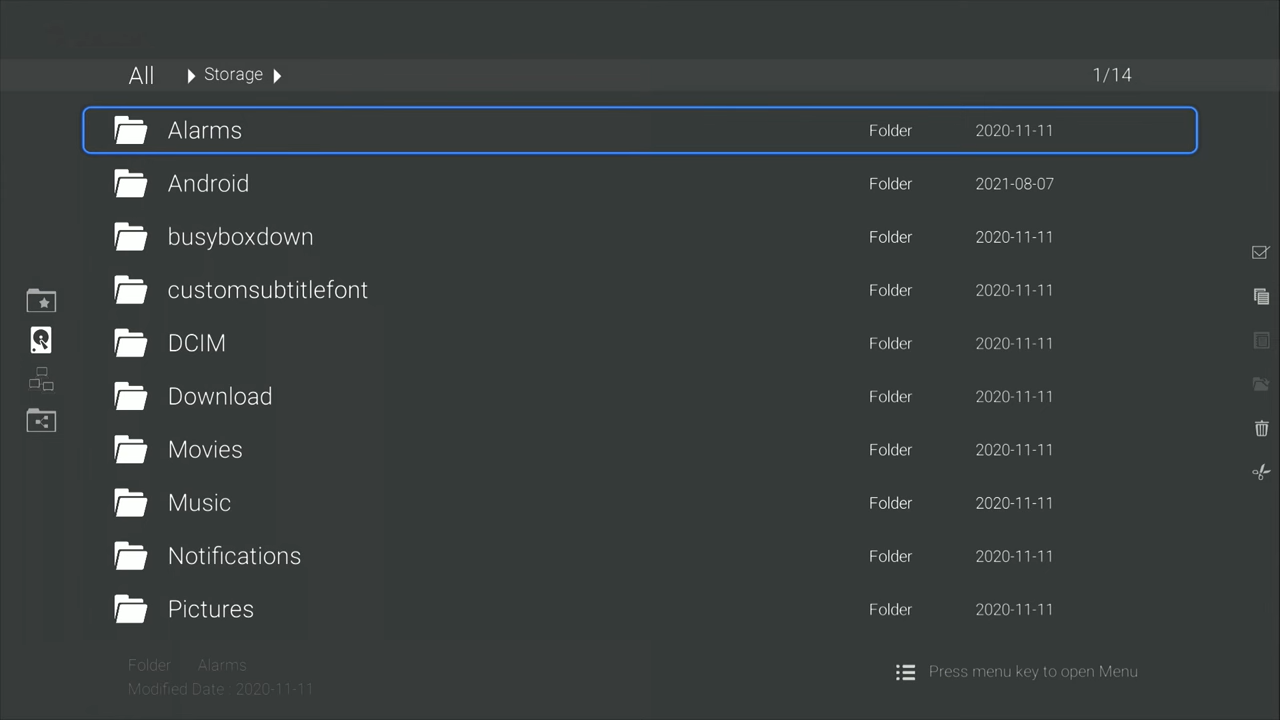 All Storage 1/14
Alarms Folder 2020-11-11
Android Folder 2021-08-07
busyboxdown Folder 2020-11-11
customsubtitlefont Folder 2020-11-11
DCIM Folder 2020-11-11
Download Folder 2020-11-11
Movies Folder 2020-11-11
Music Folder 2020-11-11
Notifications Folder 2020-11-11
Pictures Folder 2020-11-11
Folder Alarms
Modified Date 2020-11-11
Press menu key to open Menu